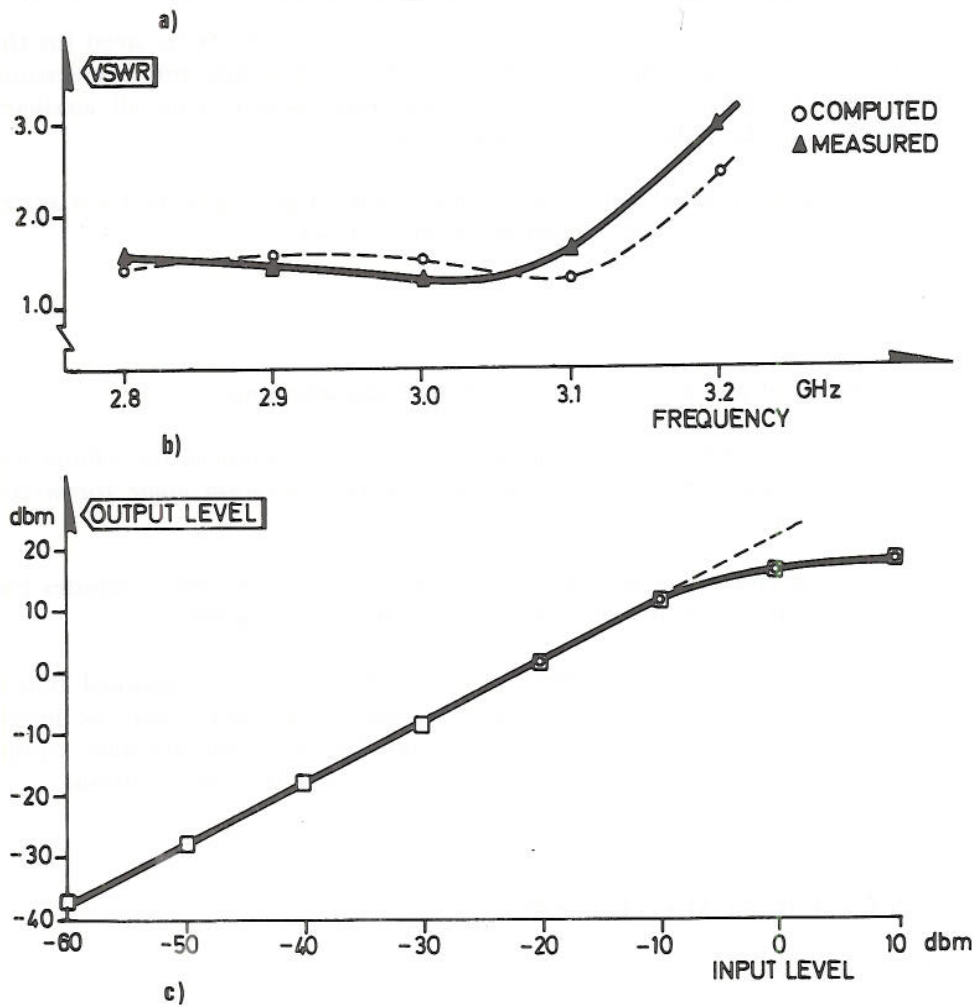 a)
VSWR
3.0
2.0
1.0
COMPUTED
MEASURED
2.8 2.9 3.0 3.1 3.2 GHz
FREQUENCY
b)
dbm OUTPUT LEVEL
20
10
0
-10
-20
-30
-40
-60 -50 -40 -30 -20 -10 0 10 dbm
INPUT LEVEL
c)